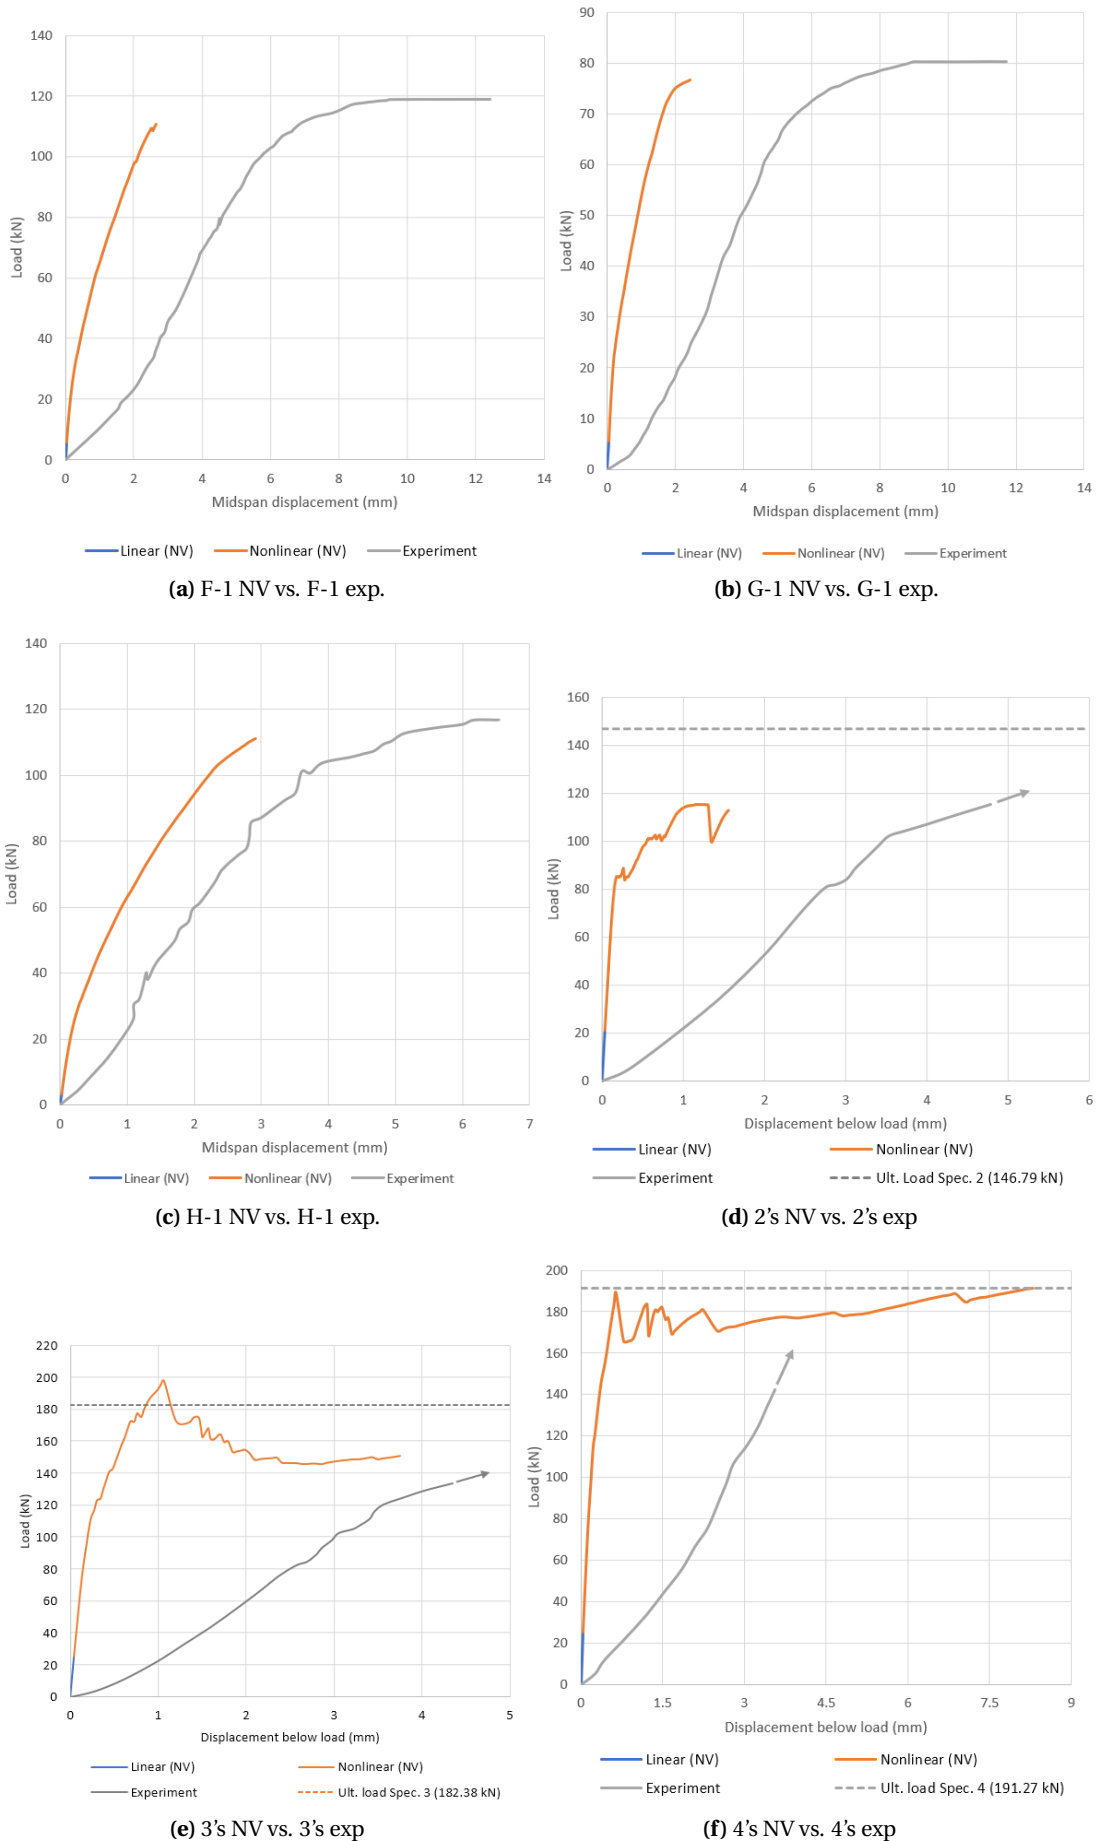 140
120
100
80
60
40
20
0
Load (kN)
0 2 4 6 8 10 12 14
Midspan displacement (mm)
Linear (NV) Nonlinear (NV) Experiment
(a) F-1 NV vs. F-1 exp.
90
80
70
60
50
40
30
20
10
0
Load (kN)
0 2 4 6 8 10 12 14
Midspan displacement (mm)
Linear (NV) Nonlinear (NV) Experiment
(b) G-1 NV vs. G-1 exp.
140
120
100
80
60
40
20
0
Load (kN)
0 1 2 3 4 5 6 7
Midspan displacement (mm)
Linear (NV) Nonlinear (NV) Experiment
(c) H-1 NV vs. H-1 exp.
160
140
120
100
80
60
40
20
0
Load (kN)
0 1 2 3 4 5 6
Displacement below load (mm)
Linear (NV) Nonlinear (NV)
Experiment Ult. Load Spec. 2 (146.79 kN)
(d) 2's NV vs. 2's exp
220
200
180
160
140
120
100
80
60
40
20
0
Load (kN)
0 1 2 3 4 5
Displacement below load (mm)
Linear (NV) Nonlinear (NV)
Experiment Ult. load Spec. 3 (182.38 kN)
(e) 3's NV vs. 3's exp
200
180
160
140
120
100
80
60
40
20
0
Load (kN)
0 1.5 3 4.5 6 7.5 9
Displacement below load (mm)
Linear (NV) Nonlinear (NV)
Experiment Ult. load Spec. 4 (191.27 kN)
(f) 4's NV vs. 4's exp